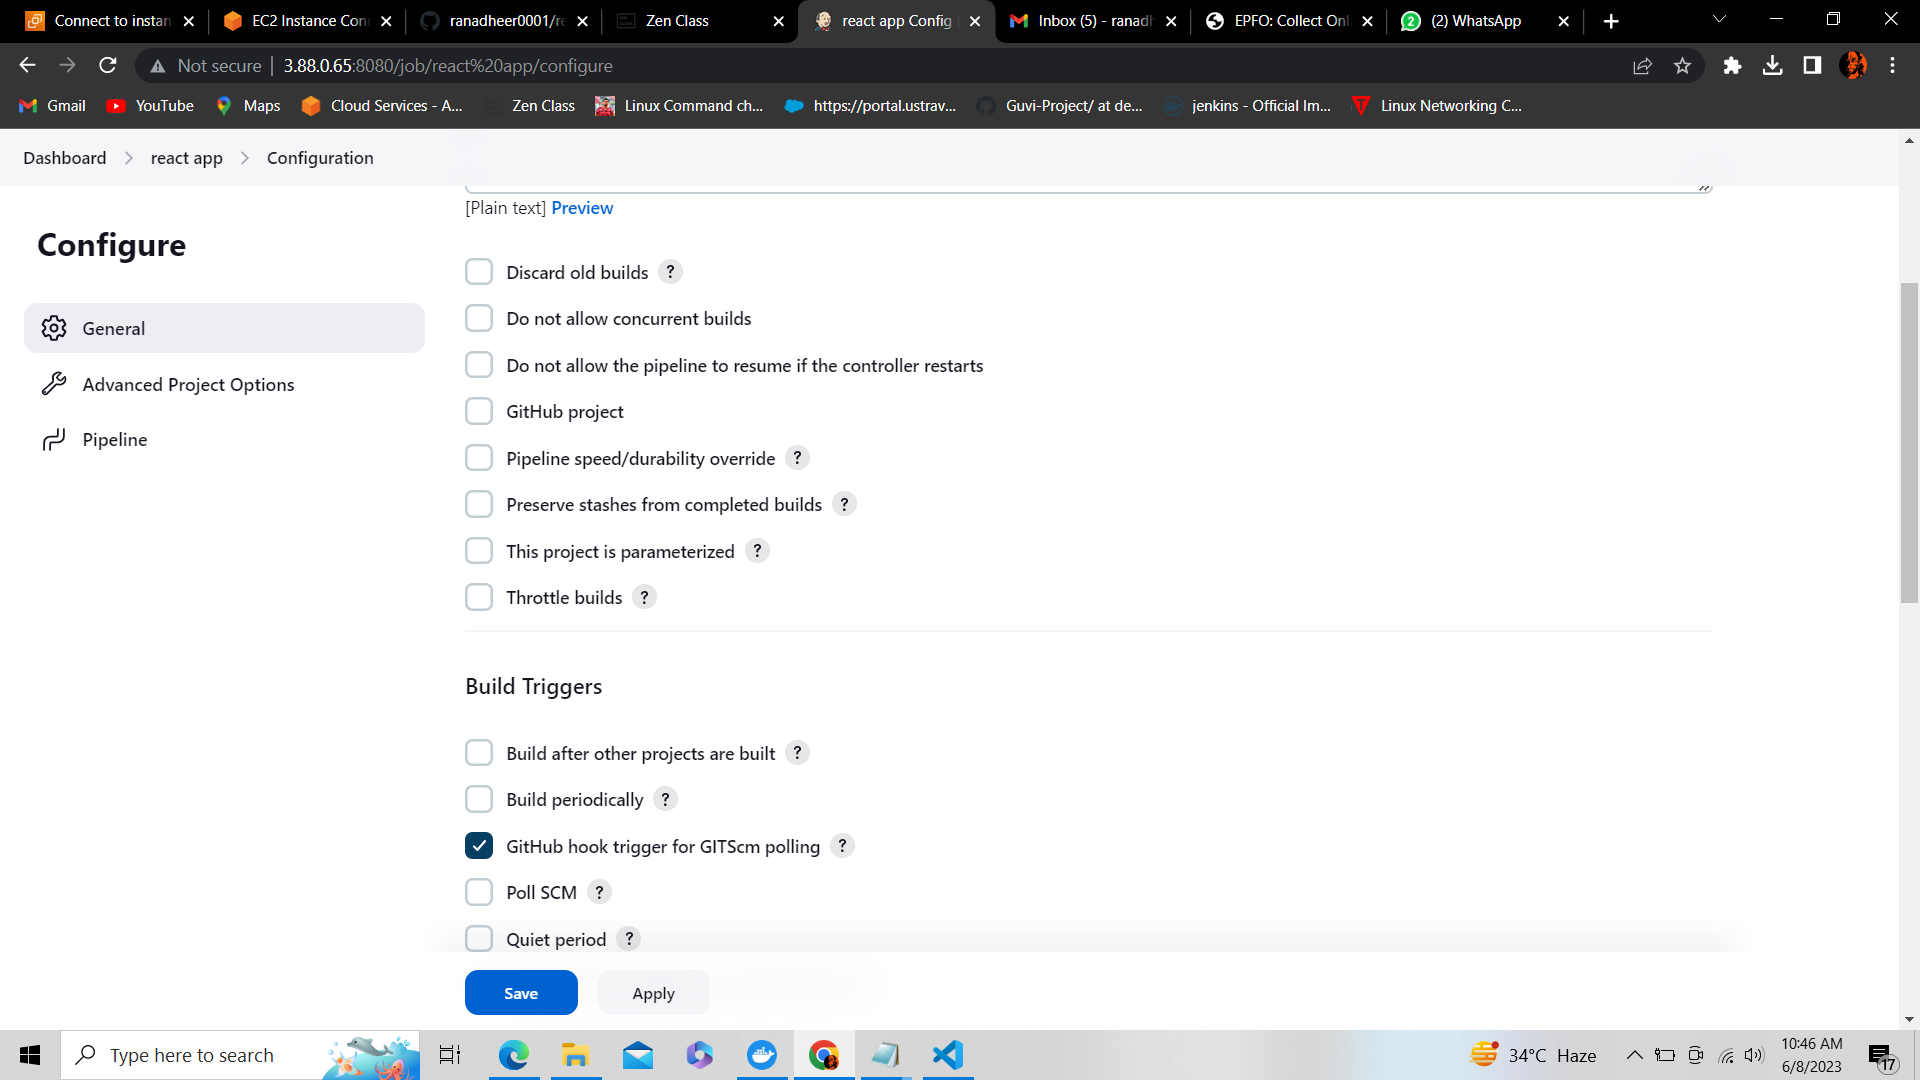 Connect to instan
EC2 Instance Con
ranadheer0001/re
Zen Class
react app Config
Inbox (5) - ranadh
EPFO: Collect Onl
(2) WhatsApp
Not secure
3.88.0.65:8080/job/react%20app/configure
Gmail
YouTube
Maps
Cloud Services - A...
Zen Class
Linux Command ch...
https://portal.ustrav...
Guvi-Project/ at de...
jenkins - Official Im...
Linux Networking C...
Dashboard
react app
Configuration
[Plain text] Preview
Configure
General
Advanced Project Options
Pipeline
Discard old builds ?
Do not allow concurrent builds
Do not allow the pipeline to resume if the controller restarts
GitHub project
Pipeline speed/durability override ?
Preserve stashes from completed builds ?
This project is parameterized ?
Throttle builds ?
Build Triggers
Build after other projects are built ?
Build periodically ?
GitHub hook trigger for GITScm polling ?
Poll SCM ?
Quiet period ?
Save
Apply
Type here to search
34°C Haze
10:46 AM
6/8/2023
17